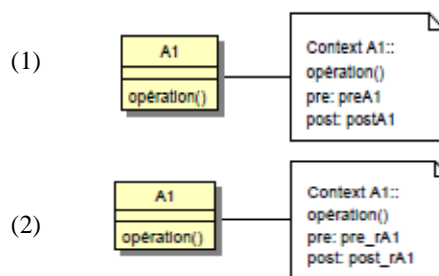 (1)
A1
opération()
Context A1::
opération()
pre: preA1
post: postA1
(2)
A1
opération()
Context A1::
opération()
pre: pre_rA1
post: post_rA1